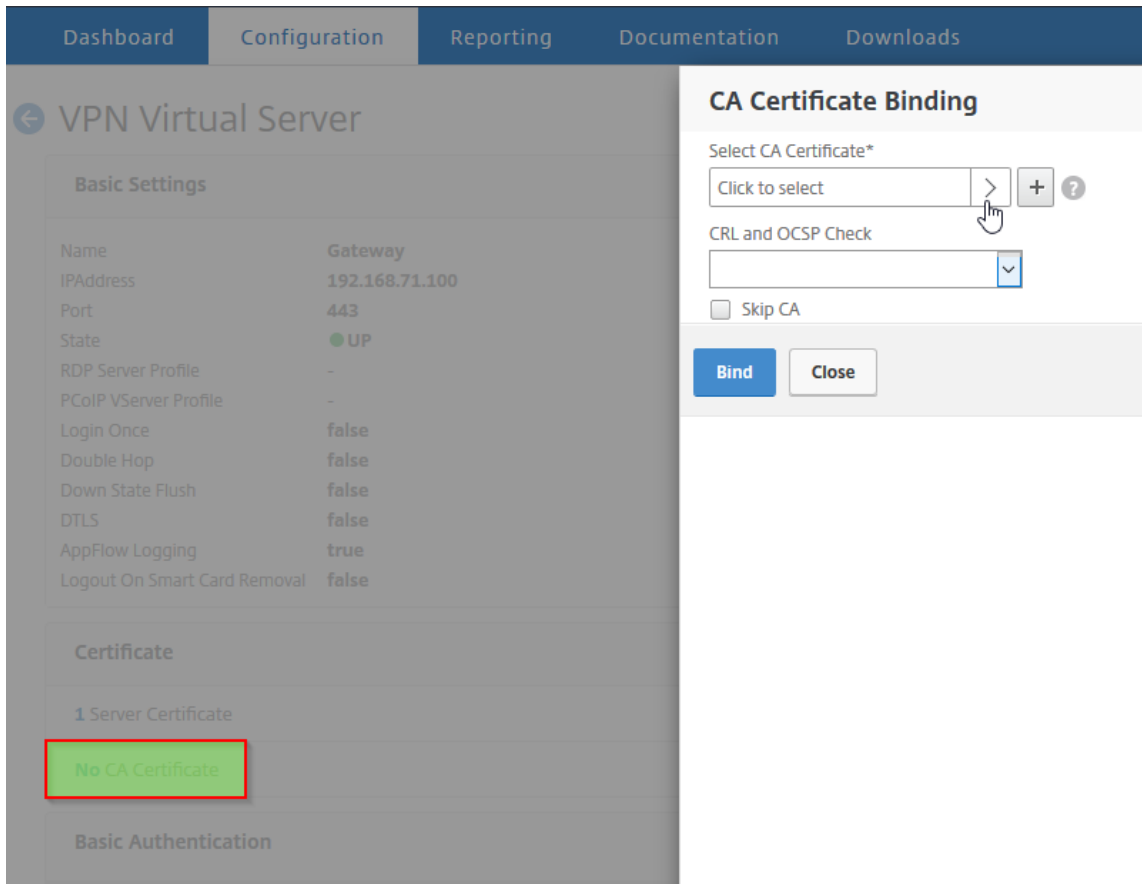 Dashboard Configuration Reporting Documentation Downloads
VPN Virtual Server
Basic Settings
Name Gateway
IPAddress 192.168.71.100
Port 443
State UP
RDP Server Profile -
PCoIP VServer Profile -
Login Once false
Double Hop false
Down State Flush false
DTLS false
AppFlow Logging true
Logout On Smart Card Removal false
Certificate
1 Server Certificate
No CA Certificate
Basic Authentication
CA Certificate Binding
Select CA Certificate*
Click to select > + ?
CRL and OCSP Check
Skip CA
Bind Close